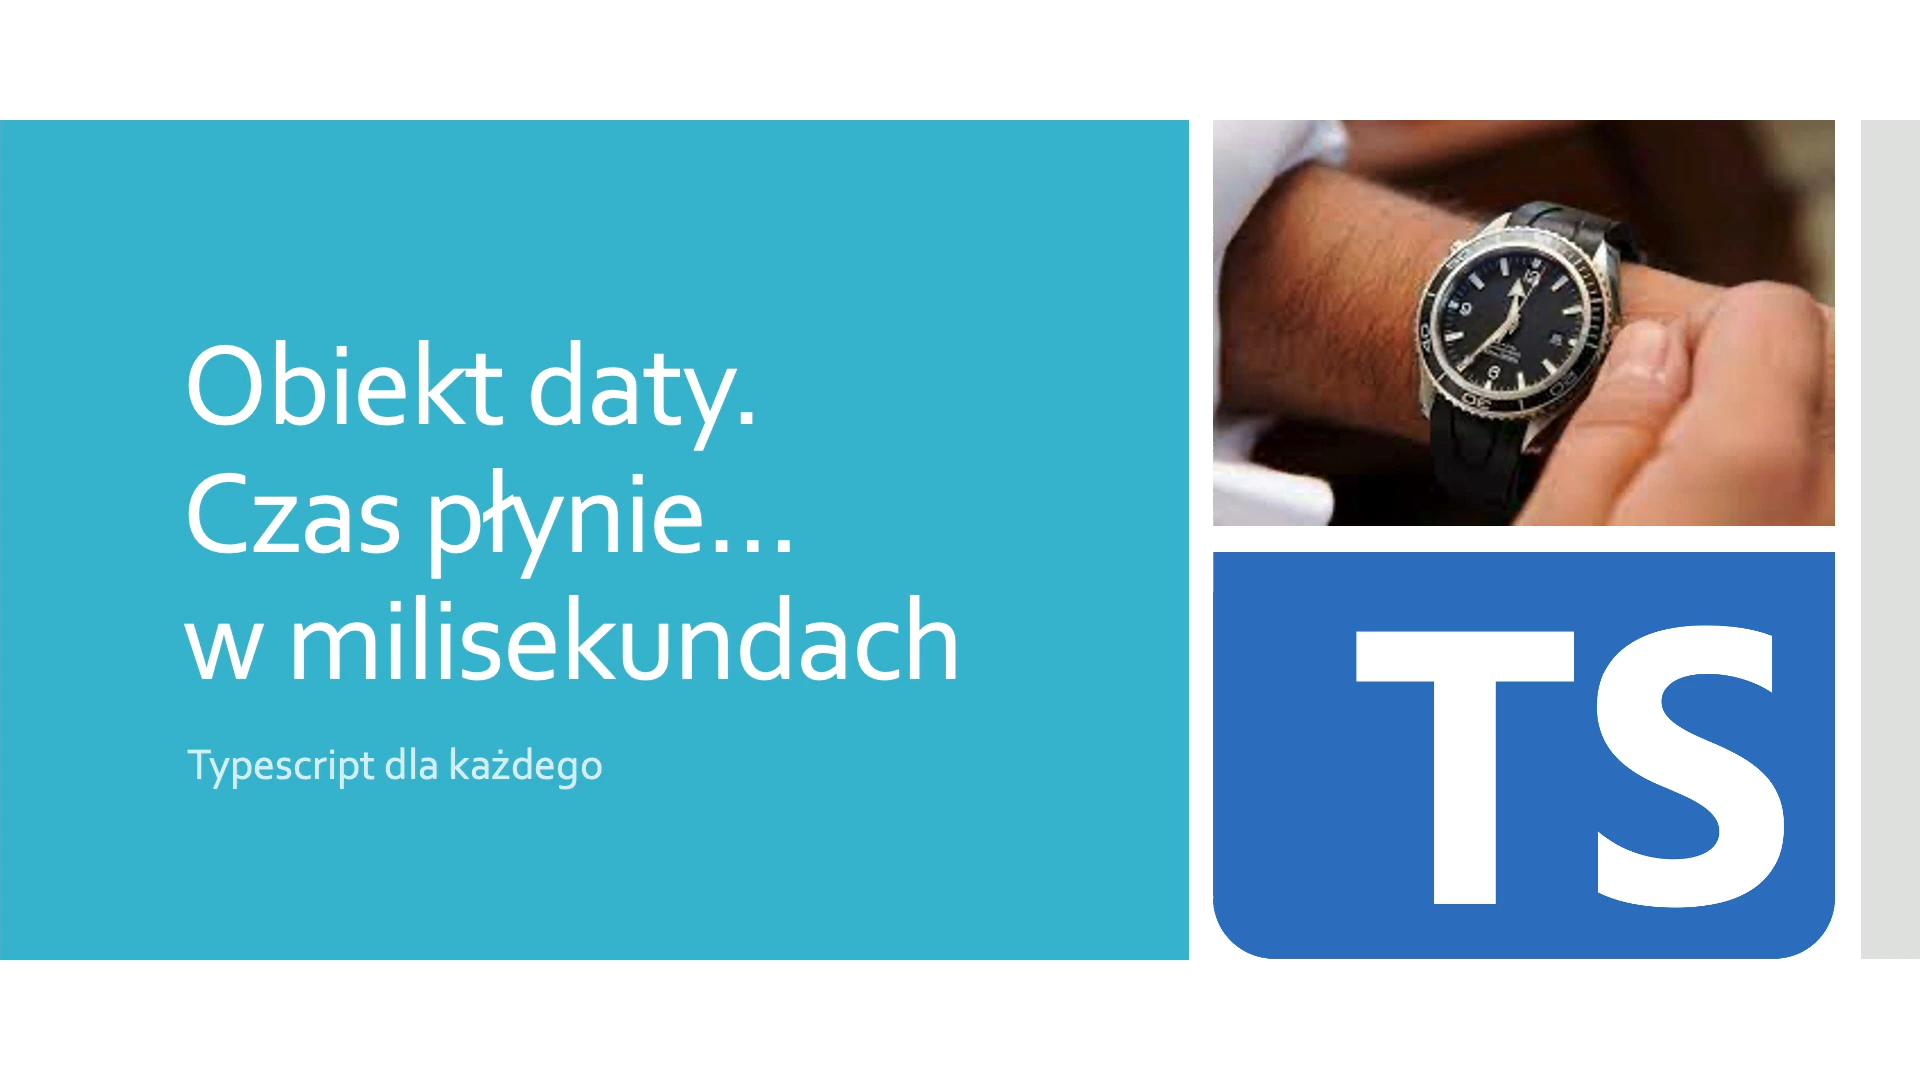 Obiekt daty.
Czas płynie...
w milisekundach
Typescript dla każdego
TS